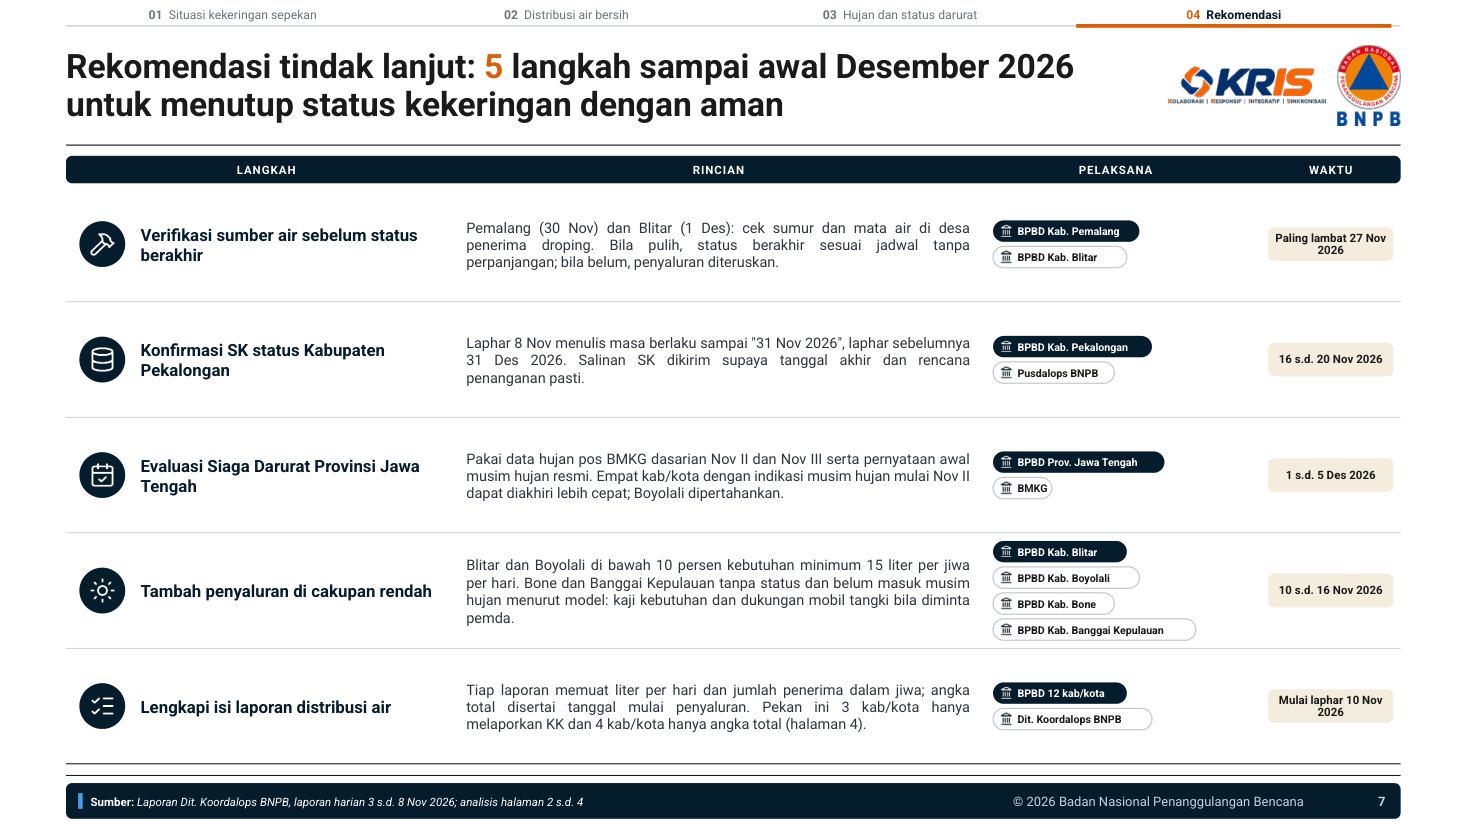 01 Situasi kekeringan sepekan
02 Distribusi air bersih
03 Hujan dan status darurat
04 Rekomendasi
Rekomendasi tindak lanjut: 5 langkah sampai awal Desember 2026
untuk menutup status kekeringan dengan aman
KRIS
KOLABORASI | RESPONSIF | INTEGRATIF | SINKRONISASI
BADAN NASIONAL
PENANGGULANGAN BENCANA
BNPB
LANGKAH
RINCIAN
PELAKSANA
WAKTU
Verifikasi sumber air sebelum status
berakhir
Pemalang (30 Nov) dan Blitar (1 Des): cek sumur dan mata air di desa
penerima droping. Bila pulih, status berakhir sesuai jadwal tanpa
perpanjangan; bila belum, penyaluran diteruskan.
BPBD Kab. Pemalang
BPBD Kab. Blitar
Paling lambat 27 Nov
2026
Konfirmasi SK status Kabupaten
Pekalongan
Laphar 8 Nov menulis masa berlaku sampai "31 Nov 2026", laphar sebelumnya
31 Des 2026. Salinan SK dikirim supaya tanggal akhir dan rencana
penanganan pasti.
BPBD Kab. Pekalongan
Pusdalops BNPB
16 s.d. 20 Nov 2026
Evaluasi Siaga Darurat Provinsi Jawa
Tengah
Pakai data hujan pos BMKG dasarian Nov II dan Nov III serta pernyataan awal
musim hujan resmi. Empat kab/kota dengan indikasi musim hujan mulai Nov II
dapat diakhiri lebih cepat; Boyolali dipertahankan.
BPBD Prov. Jawa Tengah
BMKG
1 s.d. 5 Des 2026
Tambah penyaluran di cakupan rendah
Blitar dan Boyolali di bawah 10 persen kebutuhan minimum 15 liter per jiwa
per hari. Bone dan Banggai Kepulauan tanpa status dan belum masuk musim
hujan menurut model: kaji kebutuhan dan dukungan mobil tangki bila diminta
pemda.
BPBD Kab. Blitar
BPBD Kab. Boyolali
BPBD Kab. Bone
BPBD Kab. Banggai Kepulauan
10 s.d. 16 Nov 2026
Lengkapi isi laporan distribusi air
Tiap laporan memuat liter per hari dan jumlah penerima dalam jiwa; angka
total disertai tanggal mulai penyaluran. Pekan ini 3 kab/kota hanya
melaporkan KK dan 4 kab/kota hanya angka total (halaman 4).
BPBD 12 kab/kota
Dit. Koordalops BNPB
Mulai laphar 10 Nov
2026
Sumber: Laporan Dit. Koordalops BNPB, laporan harian 3 s.d. 8 Nov 2026; analisis halaman 2 s.d. 4
© 2026 Badan Nasional Penanggulangan Bencana
7